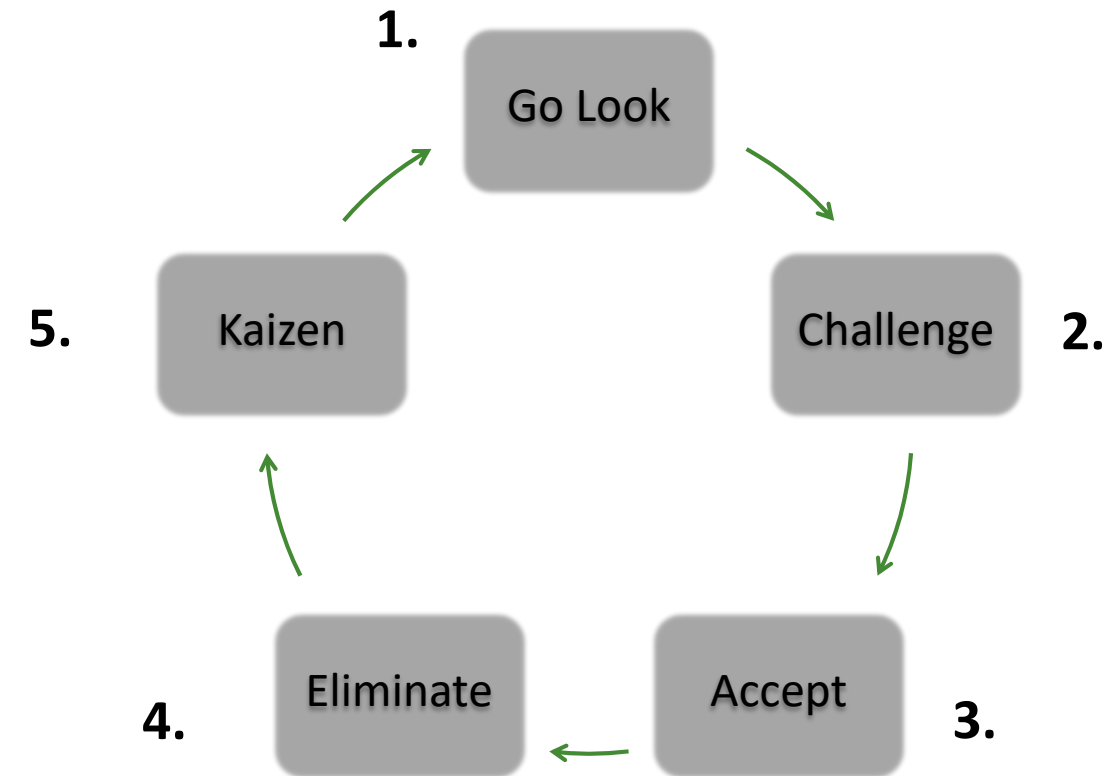 1.
Go Look
Challenge
2.
Accept
3.
Eliminate
4.
Kaizen
5.